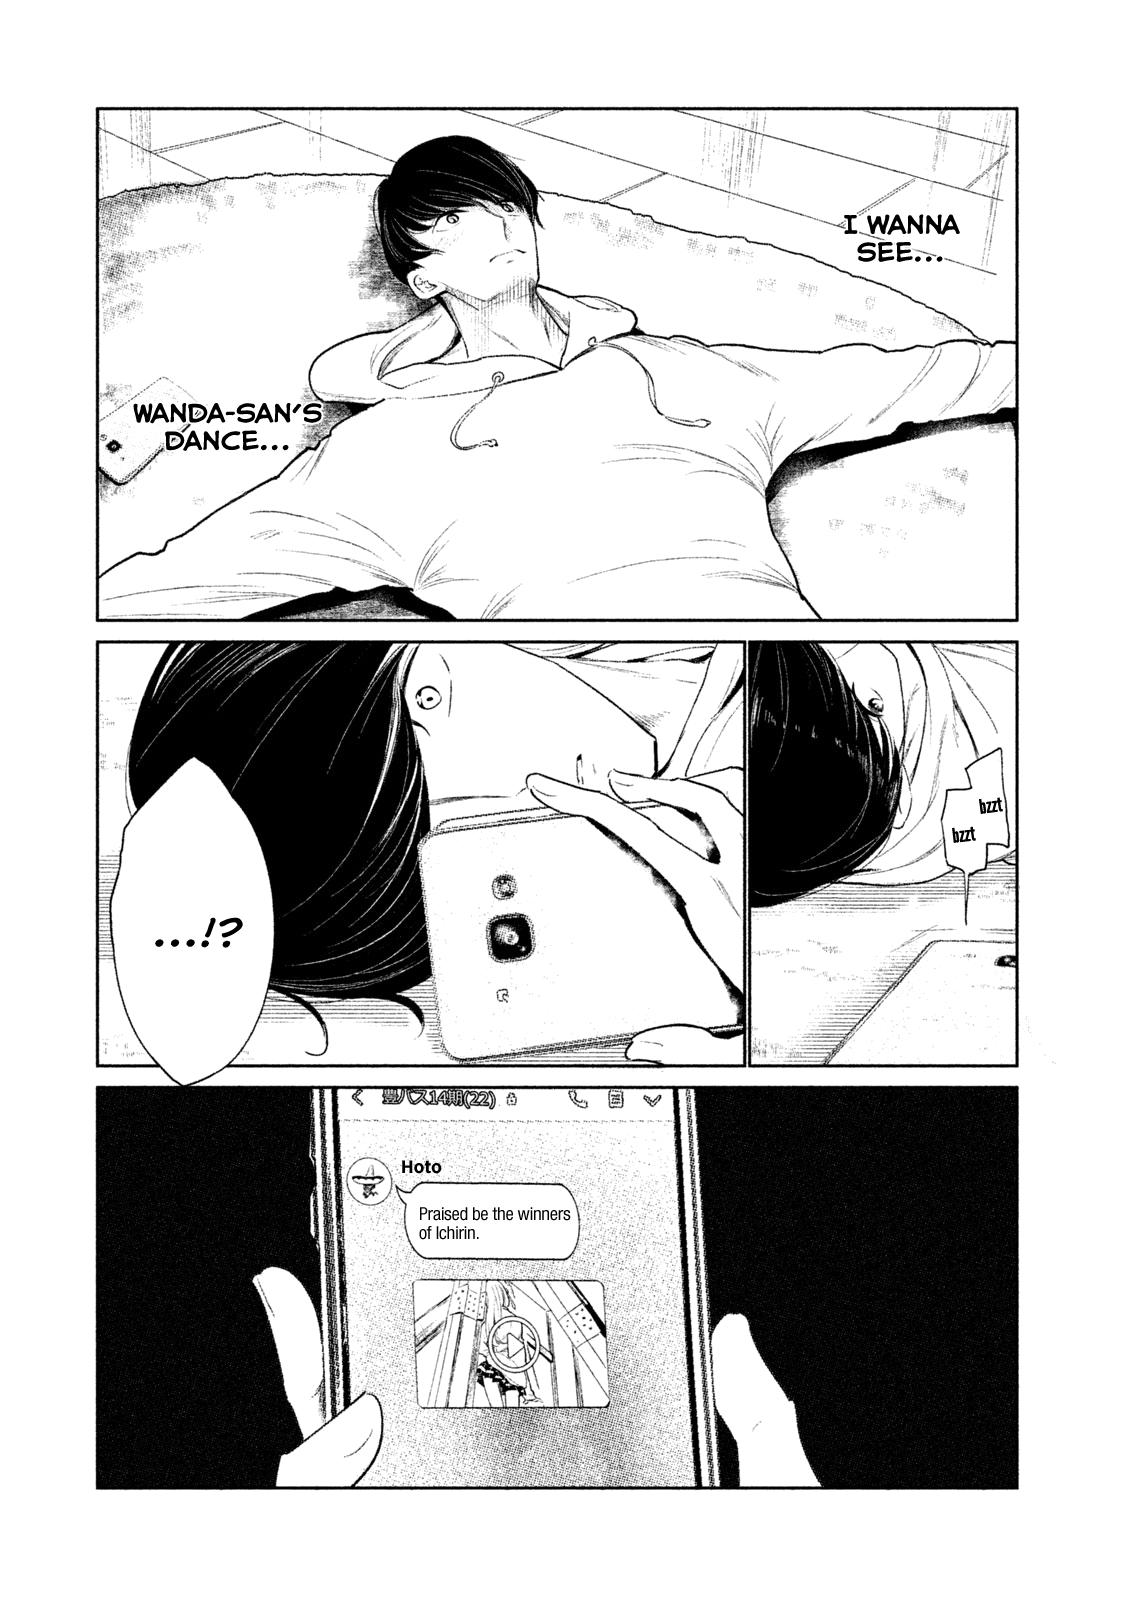 I WANNA
SEE...
WANDA-SAN'S
DANCE...
bzzt
bzzt
...!?
豊パス14期(22)
Hoto
Praised be the winners
of Ichirin.